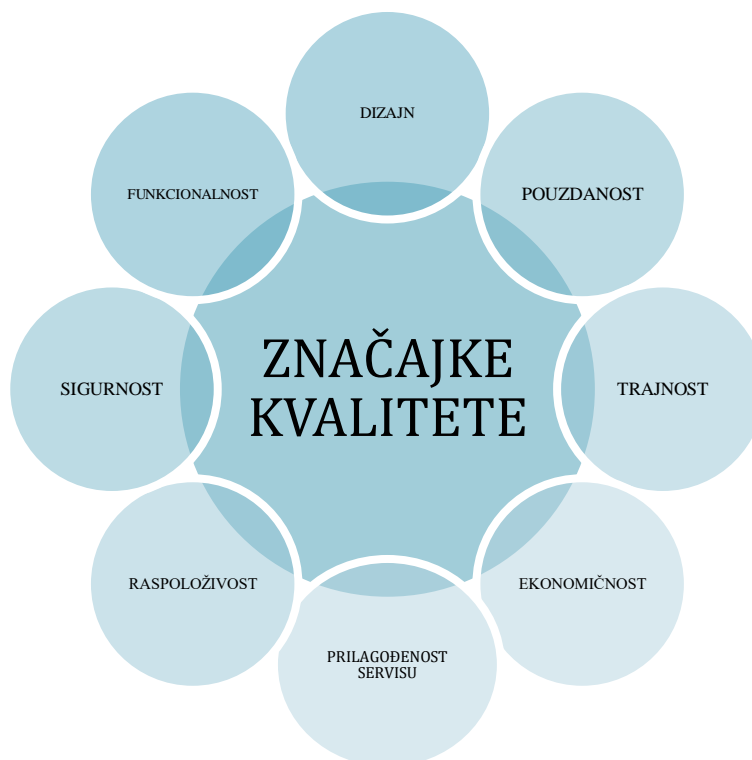 DIZAJN
POUZDANOST
TRAJNOST
EKONOMIČNOST
PRILAGOĐENOST
SERVISU
RASPOLOŽIVOST
SIGURNOST
FUNKCIONALNOST
ZNAČAJKE
KVALITETE